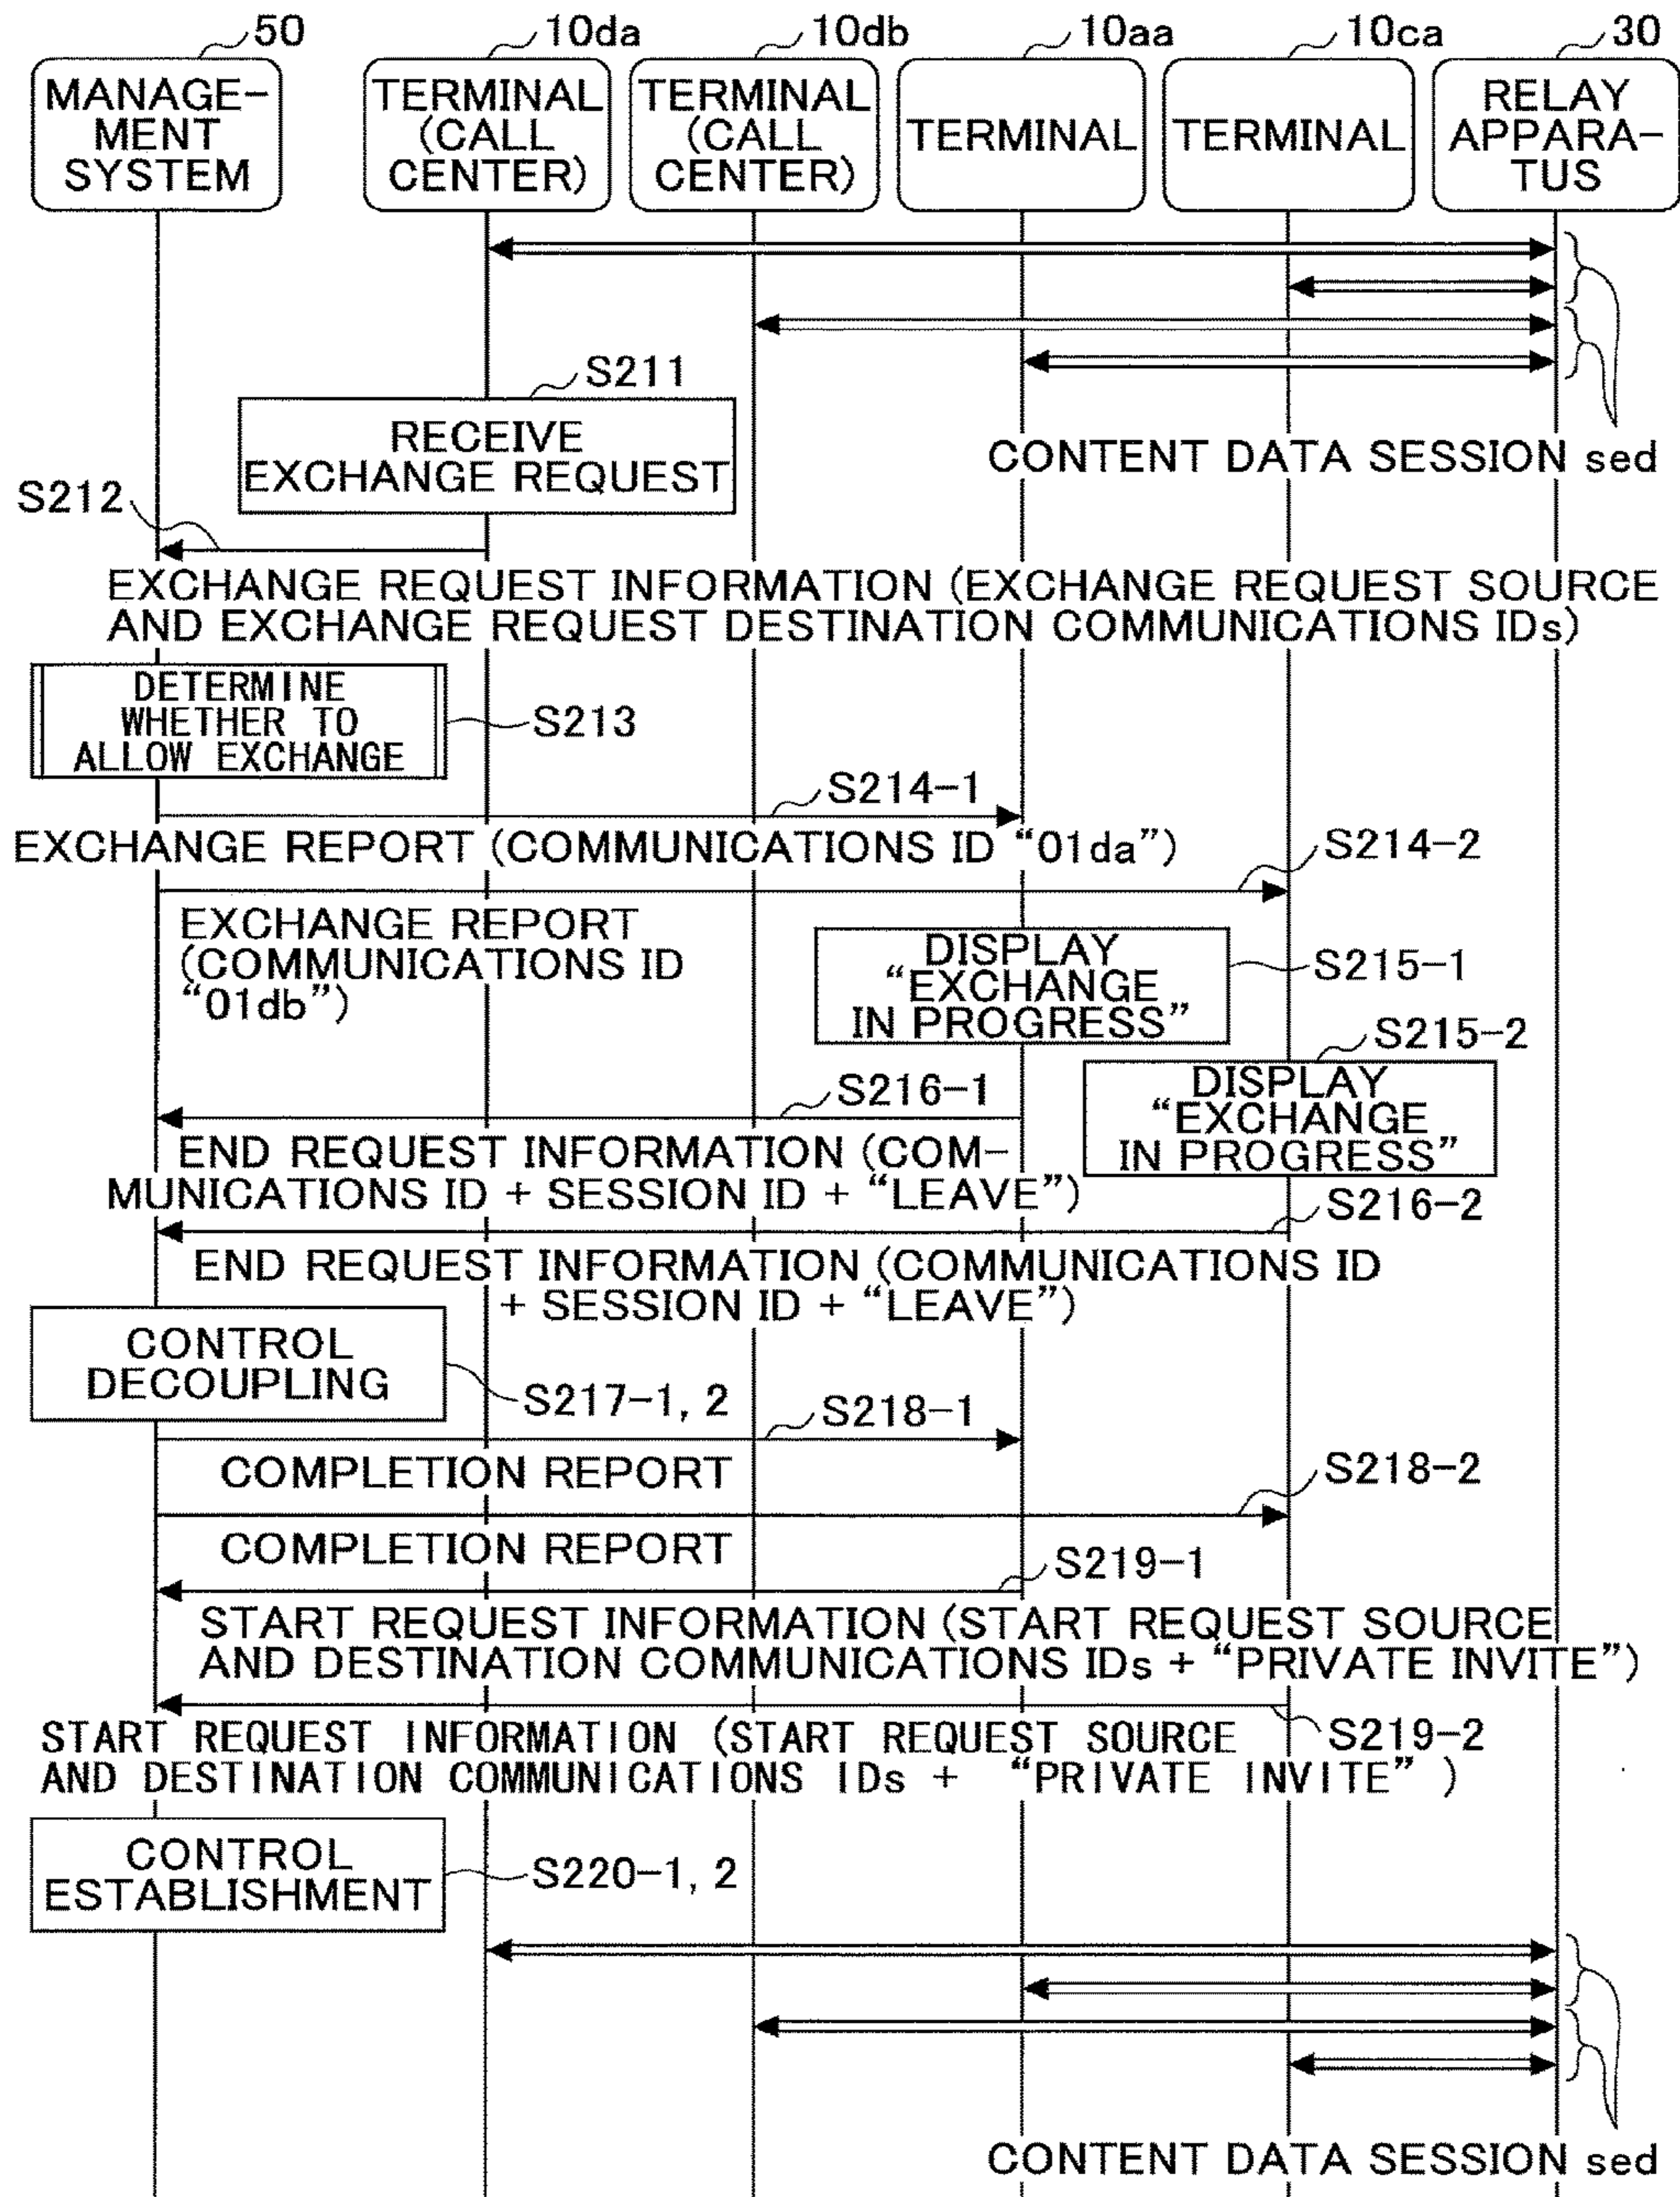 50
10da
10db
10aa
10ca
30
MANAGE-
MENT
SYSTEM
TERMINAL
(CALL
CENTER)
TERMINAL
(CALL
CENTER)
TERMINAL
TERMINAL
RELAY
APPARA-
TUS
S211
RECEIVE
EXCHANGE REQUEST
CONTENT DATA SESSION sed
S212
EXCHANGE REQUEST INFORMATION (EXCHANGE REQUEST SOURCE
AND EXCHANGE REQUEST DESTINATION COMMUNICATIONS IDs)
DETERMINE
WHETHER TO
ALLOW EXCHANGE
S213
S214-1
EXCHANGE REPORT (COMMUNICATIONS ID “01da”)
S214-2
EXCHANGE REPORT
(COMMUNICATIONS ID
“01db”)
DISPLAY
“EXCHANGE
IN PROGRESS”
S215-1
S215-2
DISPLAY
“EXCHANGE
IN PROGRESS”
S216-1
END REQUEST INFORMATION (COM-
MUNICATIONS ID + SESSION ID + “LEAVE”)
S216-2
END REQUEST INFORMATION (COMMUNICATIONS ID
+ SESSION ID + “LEAVE”)
CONTROL
DECOUPLING
S217-1, 2
S218-1
COMPLETION REPORT
S218-2
COMPLETION REPORT
S219-1
START REQUEST INFORMATION (START REQUEST SOURCE
AND DESTINATION COMMUNICATIONS IDs + “PRIVATE INVITE”)
S219-2
START REQUEST INFORMATION (START REQUEST SOURCE
AND DESTINATION COMMUNICATIONS IDs + “PRIVATE INVITE” )
CONTROL
ESTABLISHMENT
S220-1, 2
CONTENT DATA SESSION sed